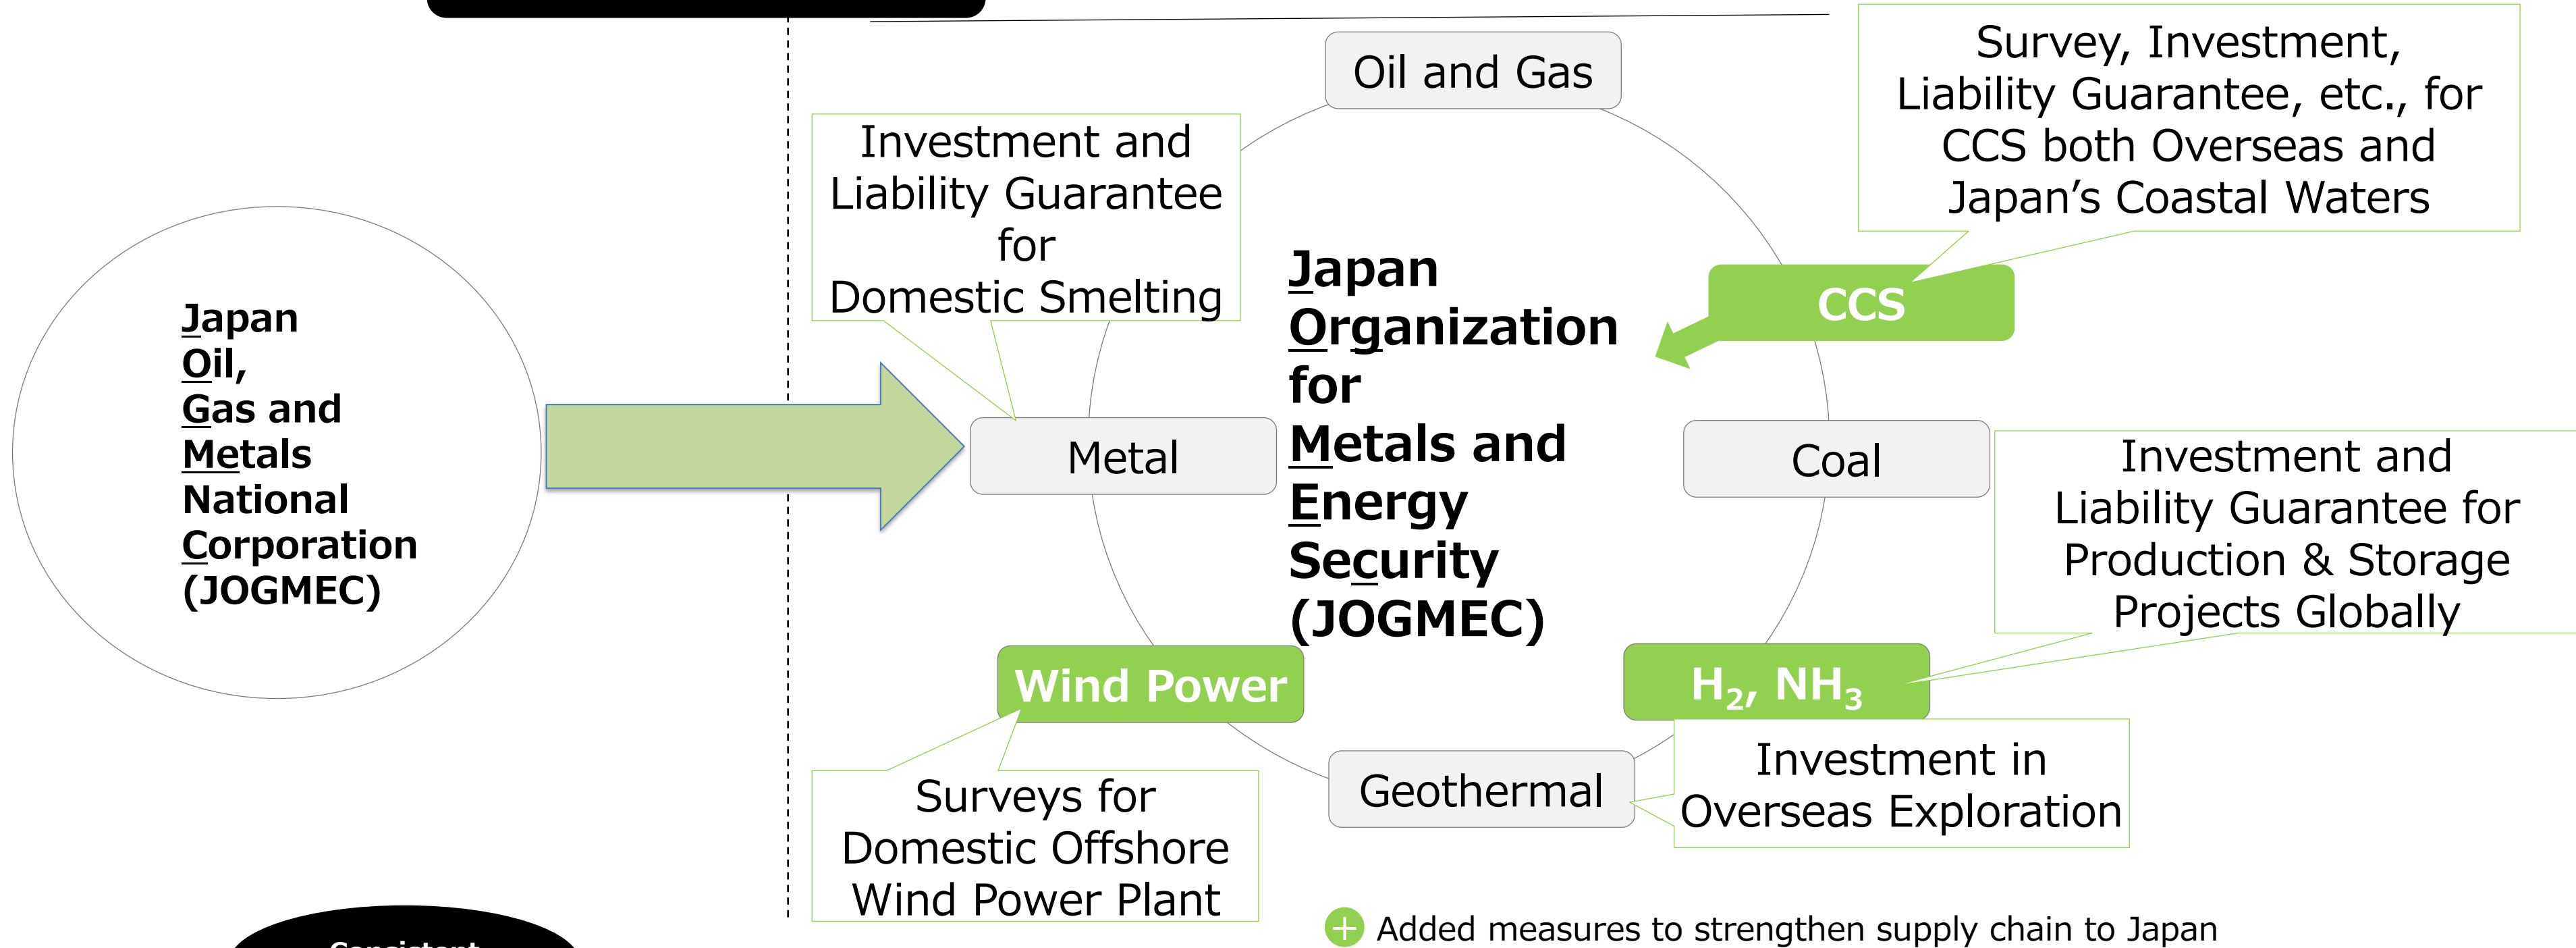 Japan
Oil,
Gas and
Metals
National
Corporation
(JOGMEC)
Oil and Gas
Survey, Investment,
Liability Guarantee, etc., for
CCS both Overseas and
Japan’s Coastal Waters
Investment and
Liability Guarantee
for
Domestic Smelting
CCS
Japan
Organization
for
Metals and
Energy
Security
(JOGMEC)
Metal
Coal
Investment and
Liability Guarantee for
Production & Storage
Projects Globally
Wind Power
H₂, NH₃
Geothermal
Investment in
Overseas Exploration
Surveys for
Domestic Offshore
Wind Power Plant
+ Added measures to strengthen supply chain to Japan
Consistent